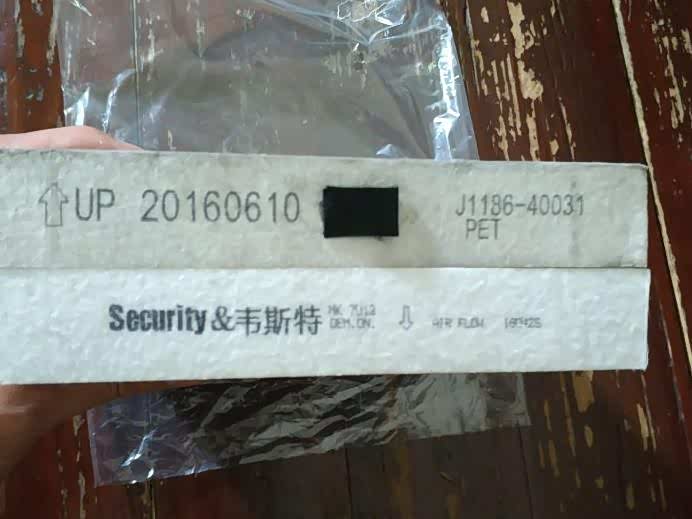 UP 20160610
J1186-40031
PET
Security&韦斯特
AIR FLOW